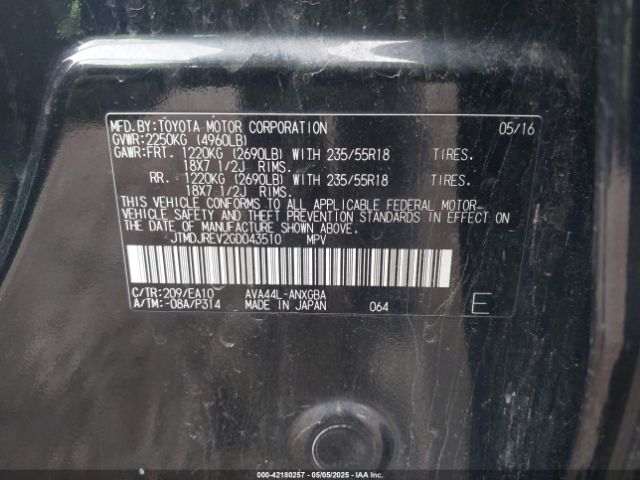 MFD. BY: TOYOTA MOTOR CORPORATION 05/16
GVWR: 2250KG (4960LB)
GAWR: FRT. 1220KG (2690LB) WITH 235/55R18 TIRES.
18X7 1/2J RIMS.
RR. 1220KG (2690LB) WITH 235/55R18 TIRES.
18X7 1/2J RIMS.
THIS VEHICLE CONFORMS TO ALL APPLICABLE FEDERAL MOTOR
VEHICLE SAFETY AND THEFT PREVENTION STANDARDS IN EFFECT ON
THE DATE OF MANUFACTURE SHOWN ABOVE.
JTMDJREV2GD043510 MPV
C/TR: 209/EA10 AVA44L-ANXGBA
A/TM: -08A/P314 MADE IN JAPAN 064 E
000-42180257 - 05/05/2025 - IAA Inc.